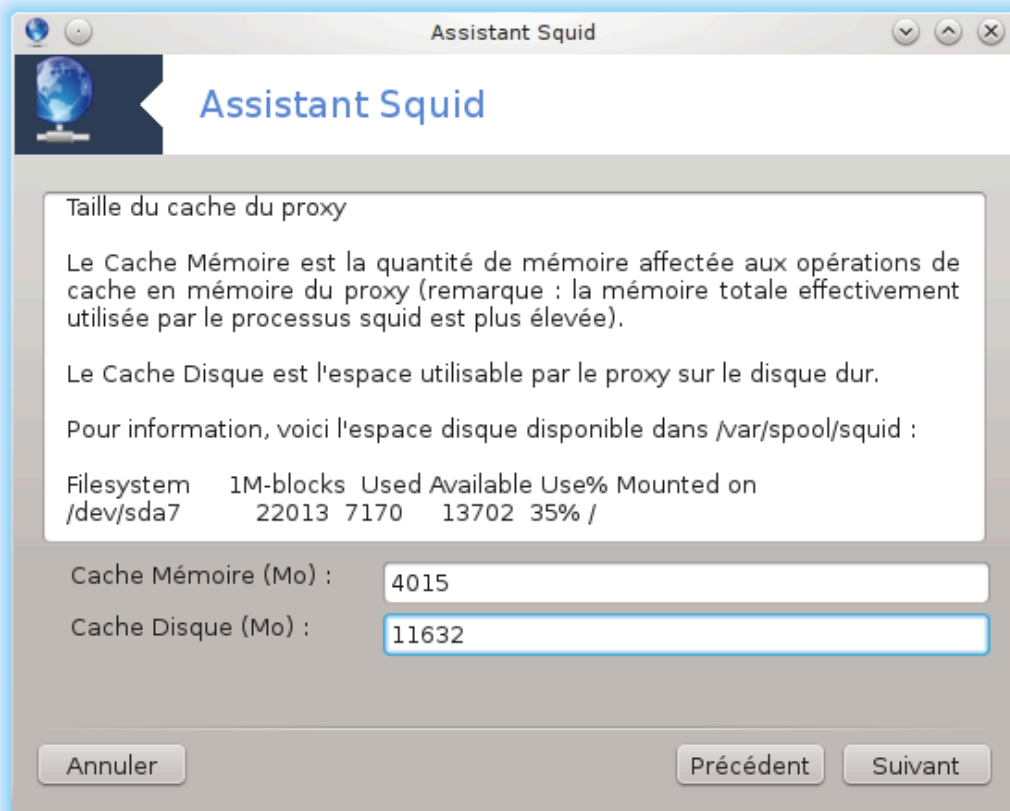 Assistant Squid
Assistant Squid
Taille du cache du proxy
Le Cache Mémoire est la quantité de mémoire affectée aux opérations de
cache en mémoire du proxy (remarque : la mémoire totale effectivement
utilisée par le processus squid est plus élevée).
Le Cache Disque est l'espace utilisable par le proxy sur le disque dur.
Pour information, voici l'espace disque disponible dans /var/spool/squid :
Filesystem 1M-blocks Used Available Use% Mounted on
/dev/sda7 22013 7170 13702 35% /
Cache Mémoire (Mo) : 4015
Cache Disque (Mo) : 11632
Annuler Précédent Suivant